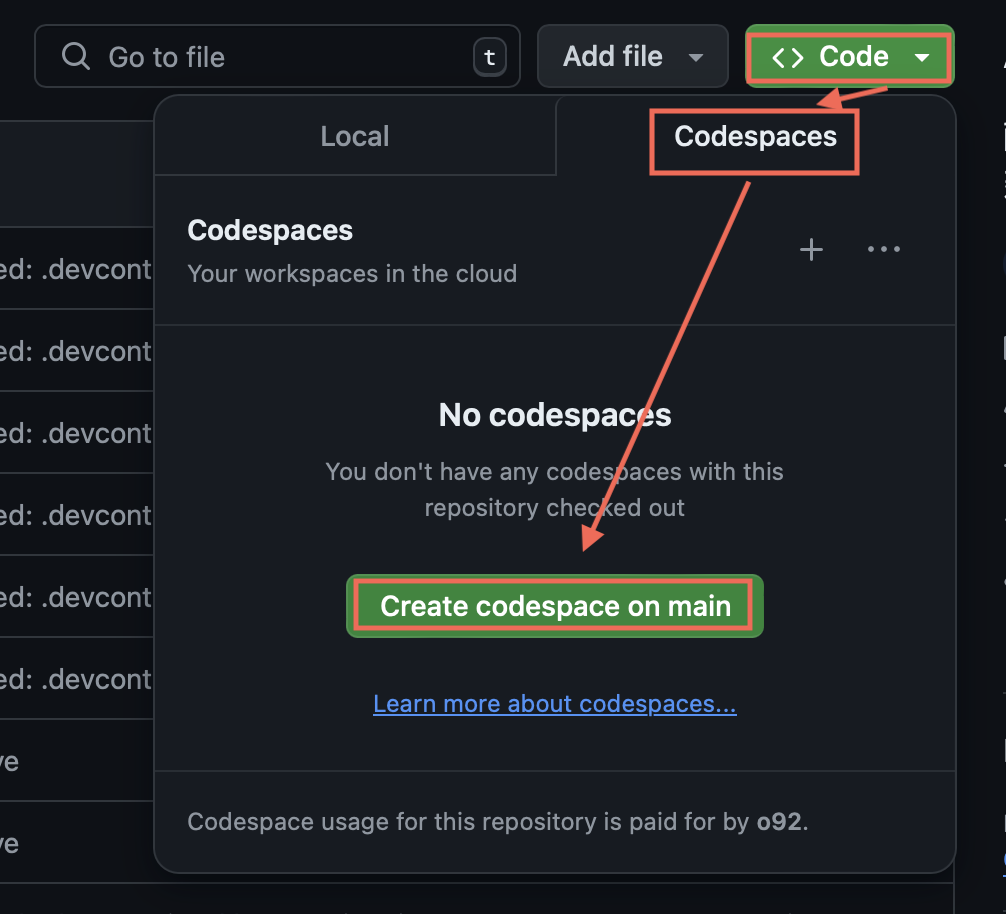 Go to file
t
Add file
<> Code
Local
Codespaces
Codespaces
Your workspaces in the cloud
ed: .devcont
ed: .devcont
ed: .devcont
ed: .devcont
ed: .devcont
ed: .devcont
No codespaces
You don't have any codespaces with this
repository checked out
Create codespace on main
Learn more about codespaces...
ve
Codespace usage for this repository is paid for by o92.
ve